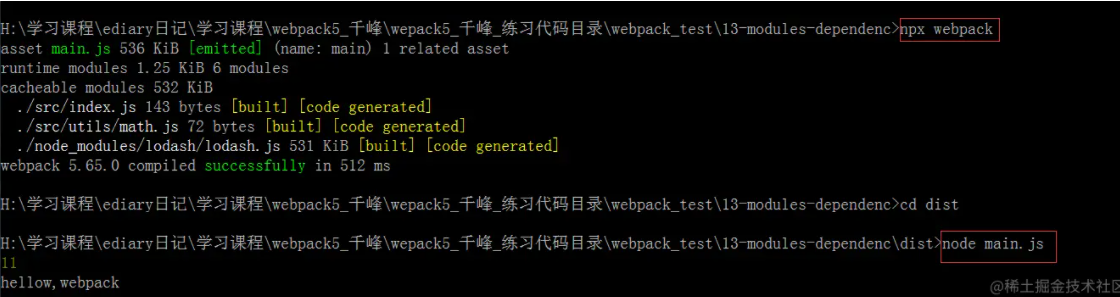 H:\学习课程\ediary日记\学习课程\webpack5_千峰\wepack5_千峰_练习代码目录\webpack_test\13-modules-dependenc>npx webpack
asset main.js 536 KiB [emitted] (name: main) 1 related asset
runtime modules 1.25 KiB 6 modules
cacheable modules 532 KiB
./src/index.js 143 bytes [built] [code generated]
./src/utils/math.js 72 bytes [built] [code generated]
./node_modules/lodash/lodash.js 531 KiB [built] [code generated]
webpack 5.65.0 compiled successfully in 512 ms
H:\学习课程\ediary日记\学习课程\webpack5_千峰\wepack5_千峰_练习代码目录\webpack_test\13-modules-dependenc>cd dist
H:\学习课程\ediary日记\学习课程\webpack5_千峰\wepack5_千峰_练习代码目录\webpack_test\13-modules-dependenc\dist>node main.js
11
hellow,webpack
@稀土掘金技术社区